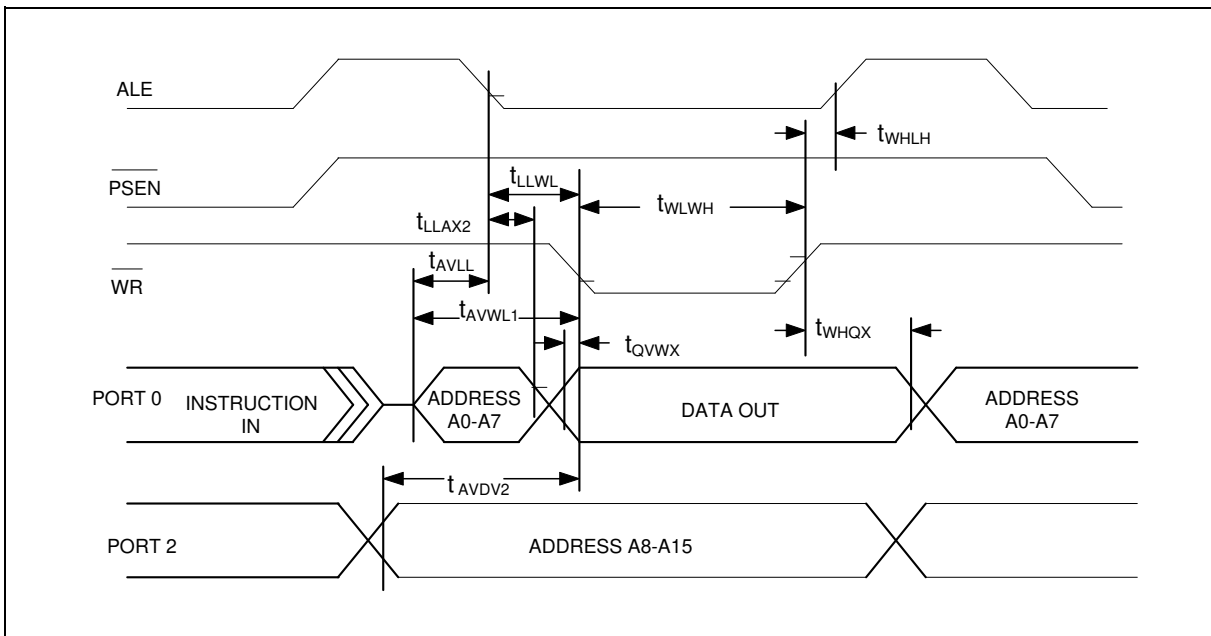 ALE
tWHLH
PSEN
tLLWL
tWLWH
tLLAX2
tAVLL
WR
tAVWL1
tWHQX
tQVWX
PORT 0
INSTRUCTION
IN
ADDRESS
A0-A7
DATA OUT
ADDRESS
A0-A7
tAVDV2
PORT 2
ADDRESS A8-A15